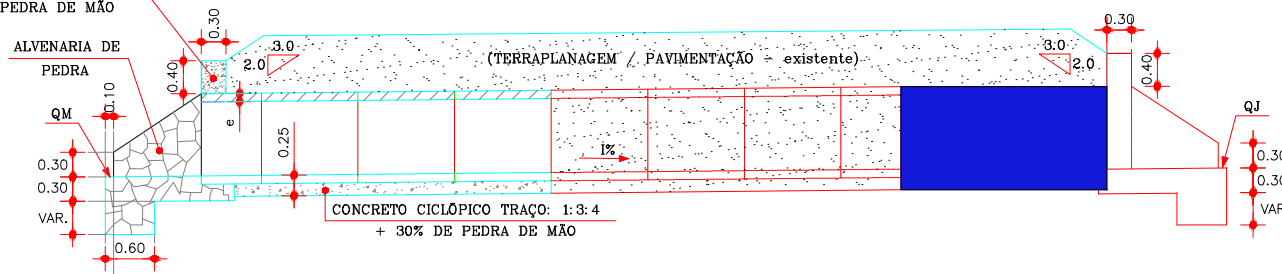 PEDRA DE MÃO
0.30
0.30
ALVENARIA DE
PEDRA
3.0
2.0
(TERRAPLANAGEM / PAVIMENTAÇÃO - existente)
3.0
2.0
0.40
0.40
0.10
QM
QJ
e
0.25
I%
0.30
0.30
VAR.
0.30
0.30
VAR
CONCRETO CICLÓPICO TRAÇO: 1:3:4
+ 30% DE PEDRA DE MÃO
0.60